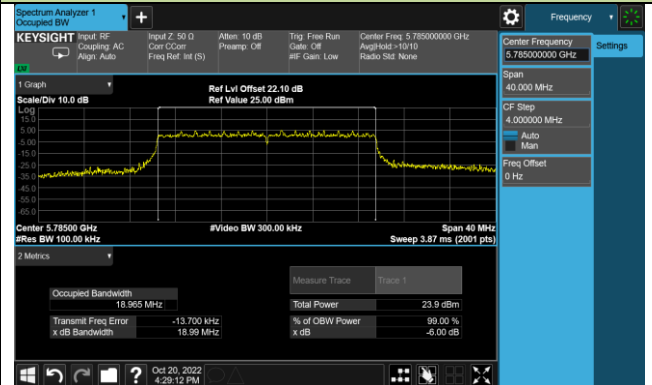 Spectrum Analyzer 1
Occupied BW
Frequency
KEYSIGHT
Input: RF
Coupling: AC
Align: Auto
Input Z: 50 Ω
Corr CCorr
Freq Ref: Int (S)
Atten: 10 dB
Preamp: Off
Trig: Free Run
Gate: Off
#IF Gain: Low
Center Freq: 5.785000000 GHz
Avg|Hold:>10/10
Radio Std: None
Center Frequency
5.785000000 GHz
Settings
Span
40.000 MHz
CF Step
4.000000 MHz
Auto
Man
Freq Offset
0 Hz
1 Graph
Scale/Div 10.0 dB
Ref Lvl Offset 22.10 dB
Ref Value 25.00 dBm
Log
15.0
5.00
-5.00
-15.0
-25.0
-35.0
-45.0
-55.0
-65.0
Center 5.78500 GHz
#Video BW 300.00 kHz
Span 40 MHz
#Res BW 100.00 kHz
Sweep 3.87 ms (2001 pts)
2 Metrics
Measure Trace
Trace 1
Occupied Bandwidth
18.965 MHz
Total Power
23.9 dBm
Transmit Freq Error
-13.700 kHz
% of OBW Power
99.00 %
x dB Bandwidth
18.99 MHz
x dB
-6.00 dB
?
Oct 20, 2022
4:29:12 PM